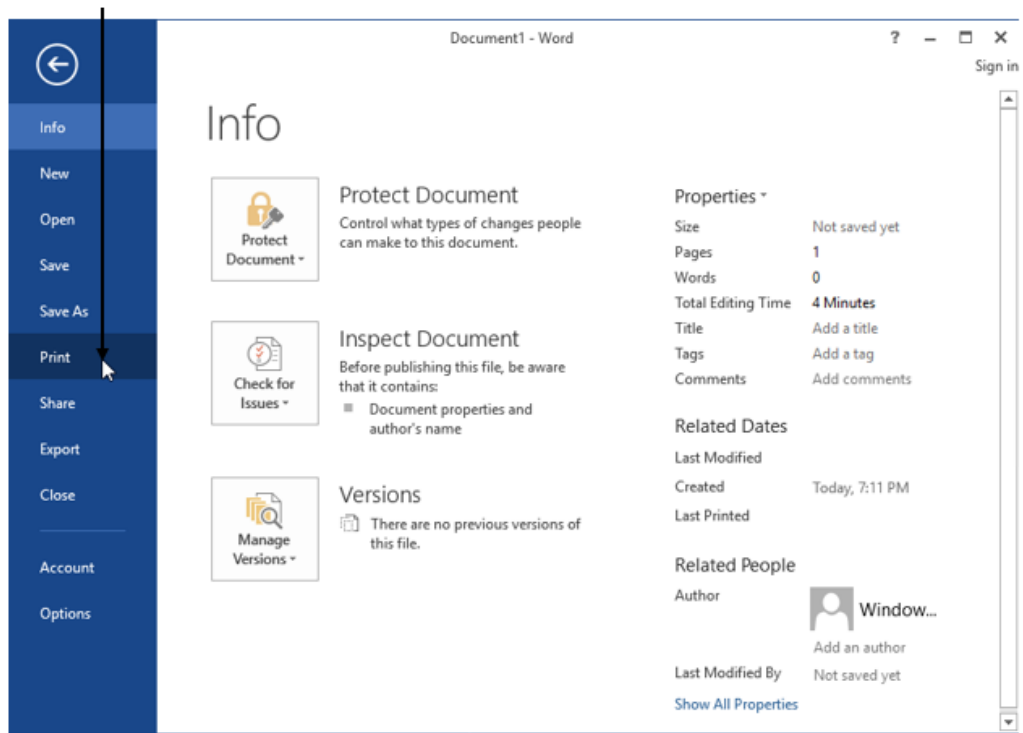 Document1 - Word
?
Sign in
Info
New
Open
Save
Save As
Print
Share
Export
Close
Account
Options
Info
Protect
Document
Protect Document
Control what types of changes people
can make to this document.
Check for
Issues
Inspect Document
Before publishing this file, be aware
that it contains:
Document properties and
author's name
Manage
Versions
Versions
There are no previous versions of
this file.
Properties
Size Not saved yet
Pages 1
Words 0
Total Editing Time 4 Minutes
Title Add a title
Tags Add a tag
Comments Add comments
Related Dates
Last Modified
Created Today, 7:11 PM
Last Printed
Related People
Author Window...
Add an author
Last Modified By Not saved yet
Show All Properties